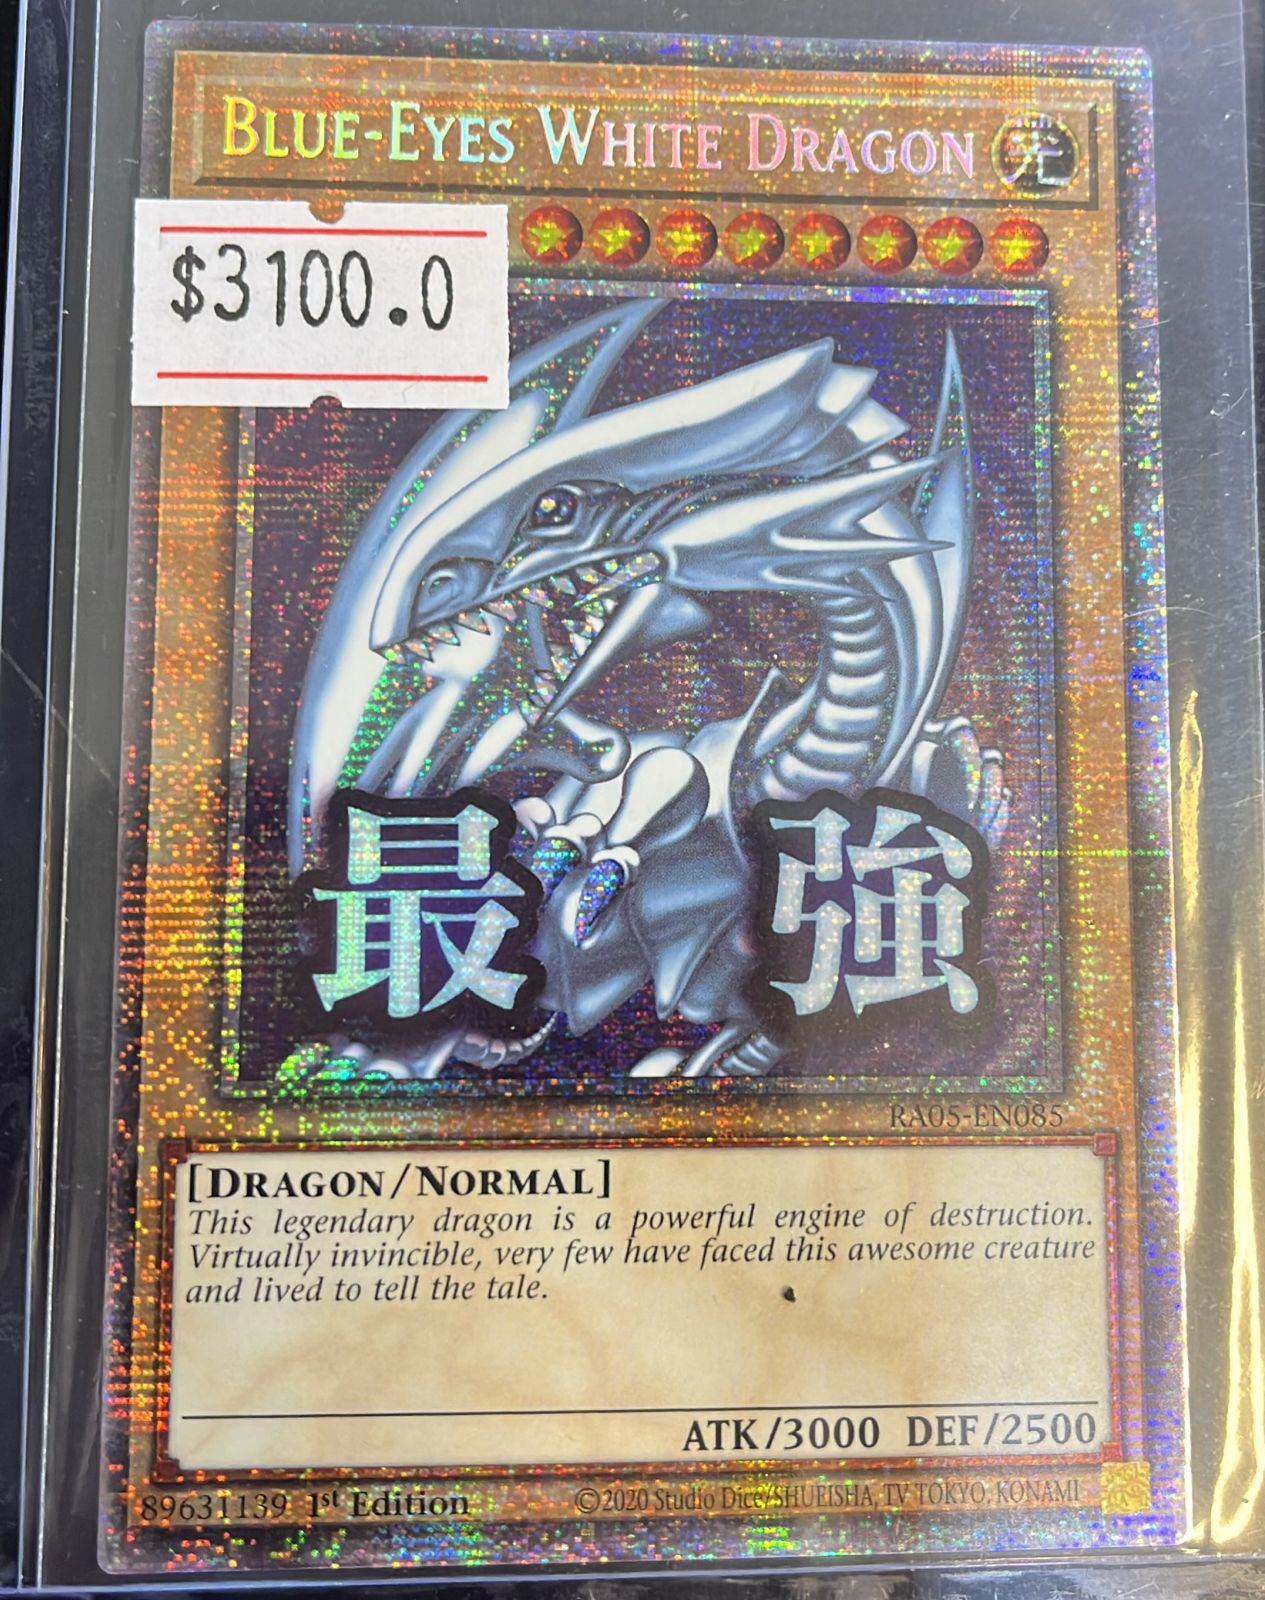 BLUE-EYES WHITE DRAGON
光
$3100.0
最 強
RA05-EN085
[DRAGON/NORMAL]
This legendary dragon is a powerful engine of destruction.
Virtually invincible, very few have faced this awesome creature
and lived to tell the tale.
ATK/3000 DEF/2500
89631139 1st Edition ©2020 Studio Dice/SHUEISHA, TV TOKYO, KONAMI